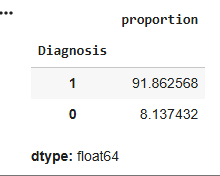 ...
proportion
Diagnosis
1 91.862568
0 8.137432
dtype: float64